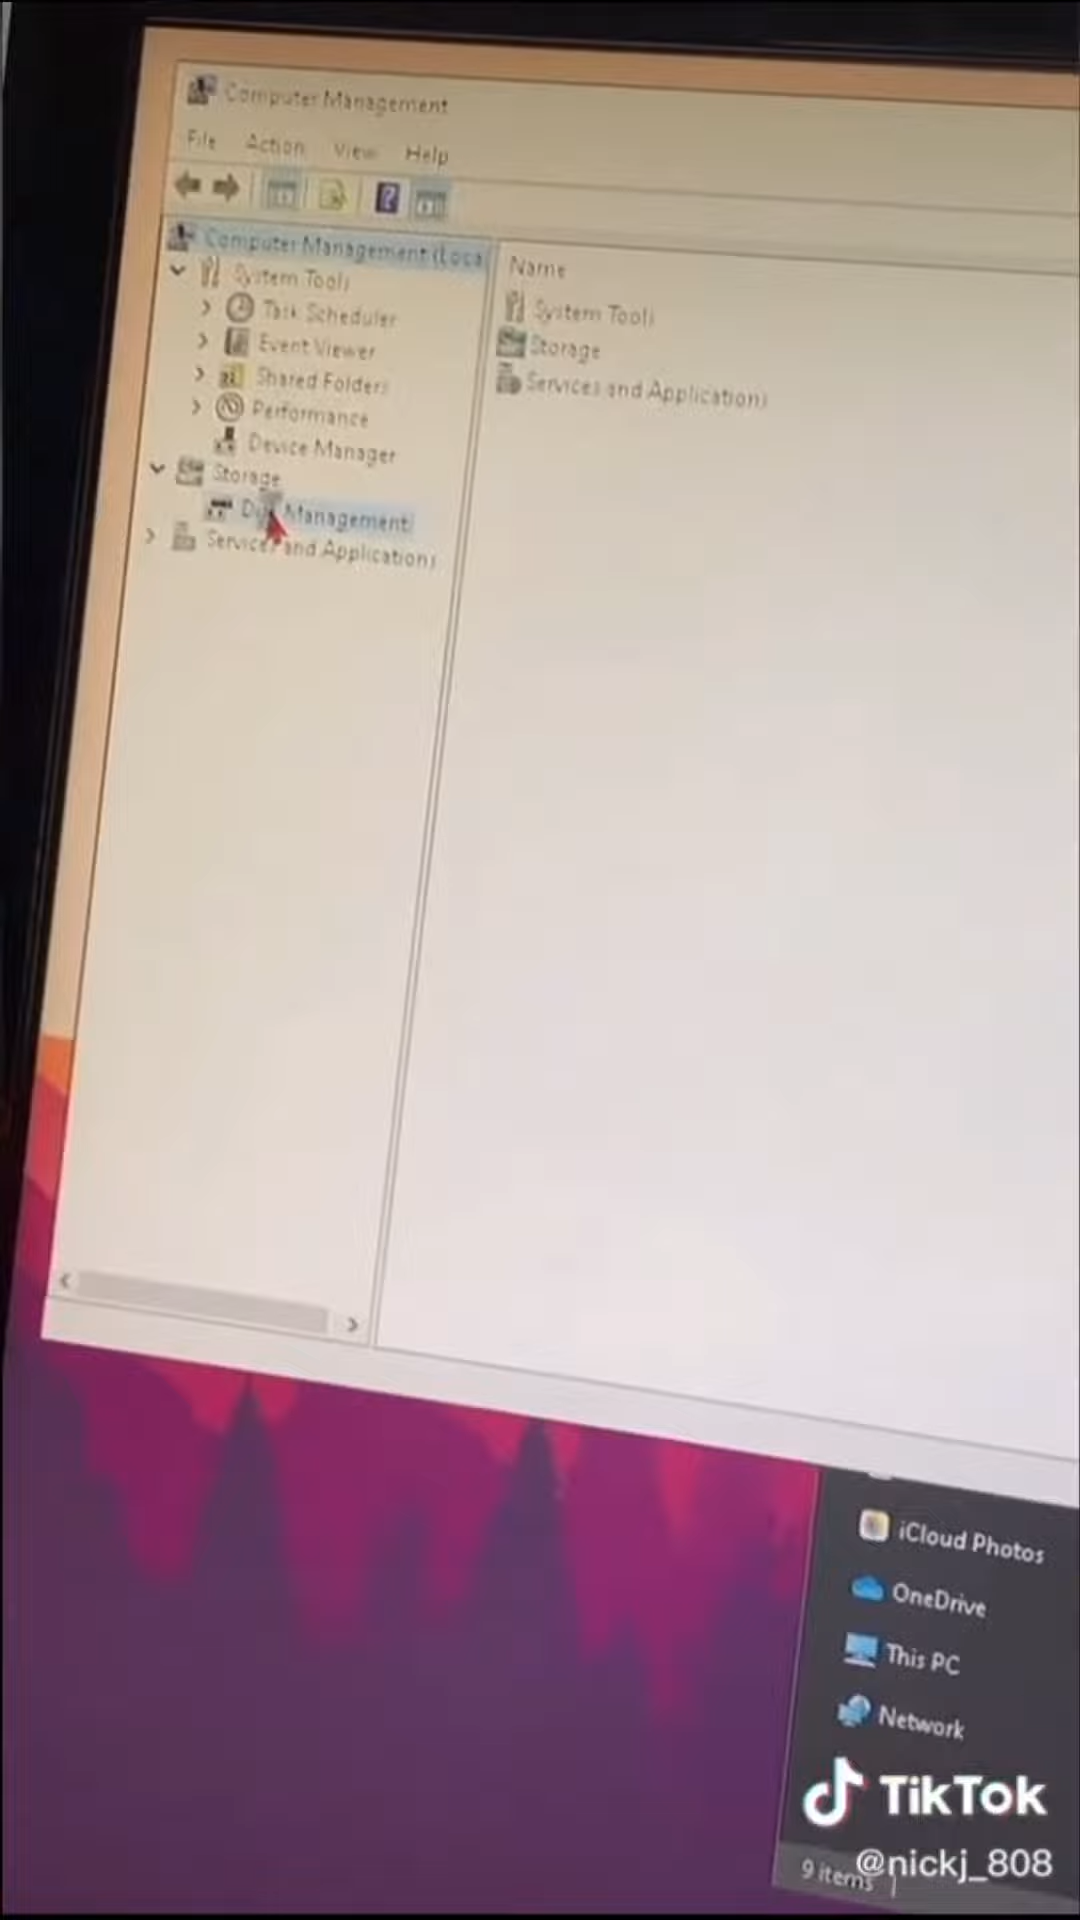 Computer Management
File Action View Help
Computer Management (Loca
System Tools
Task Scheduler
Event Viewer
Shared Folders
Performance
Device Manager
Storage
Management
Services and Applications
Name
System Tools
Storage
Services and Applications
iCloud Photos
OneDrive
This PC
Network
TikTok
9 items
@nickj_808